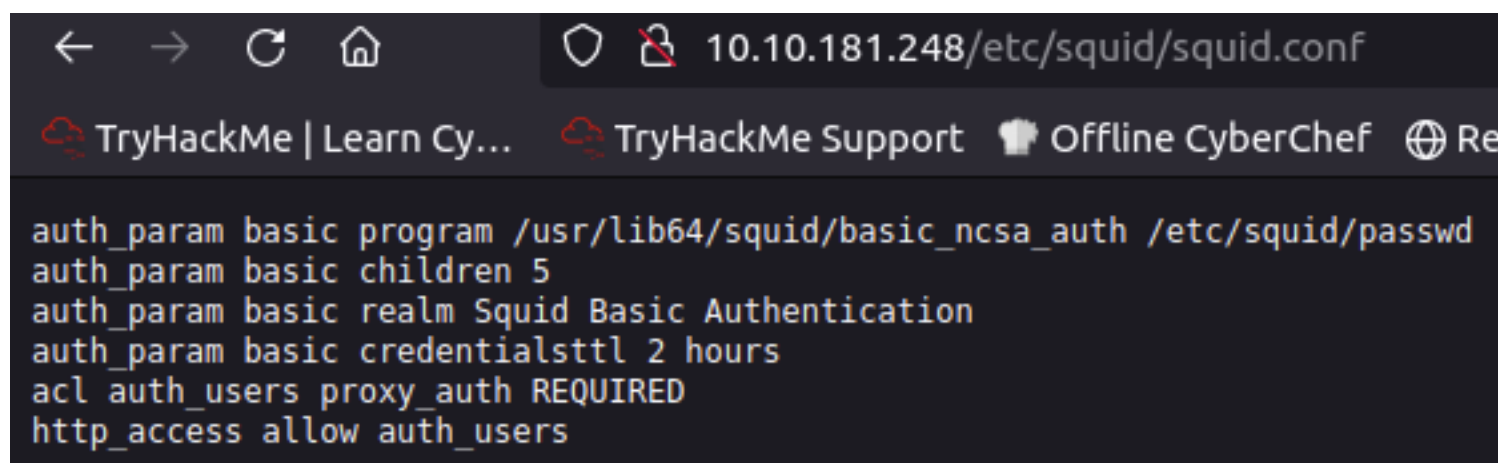 10.10.181.248/etc/squid/squid.conf
TryHackMe | Learn Cy... TryHackMe Support Offline CyberChef Re
auth_param basic program /usr/lib64/squid/basic_ncsa_auth /etc/squid/passwd
auth_param basic children 5
auth_param basic realm Squid Basic Authentication
auth_param basic credentialsttl 2 hours
acl auth_users proxy_auth REQUIRED
http_access allow auth_users